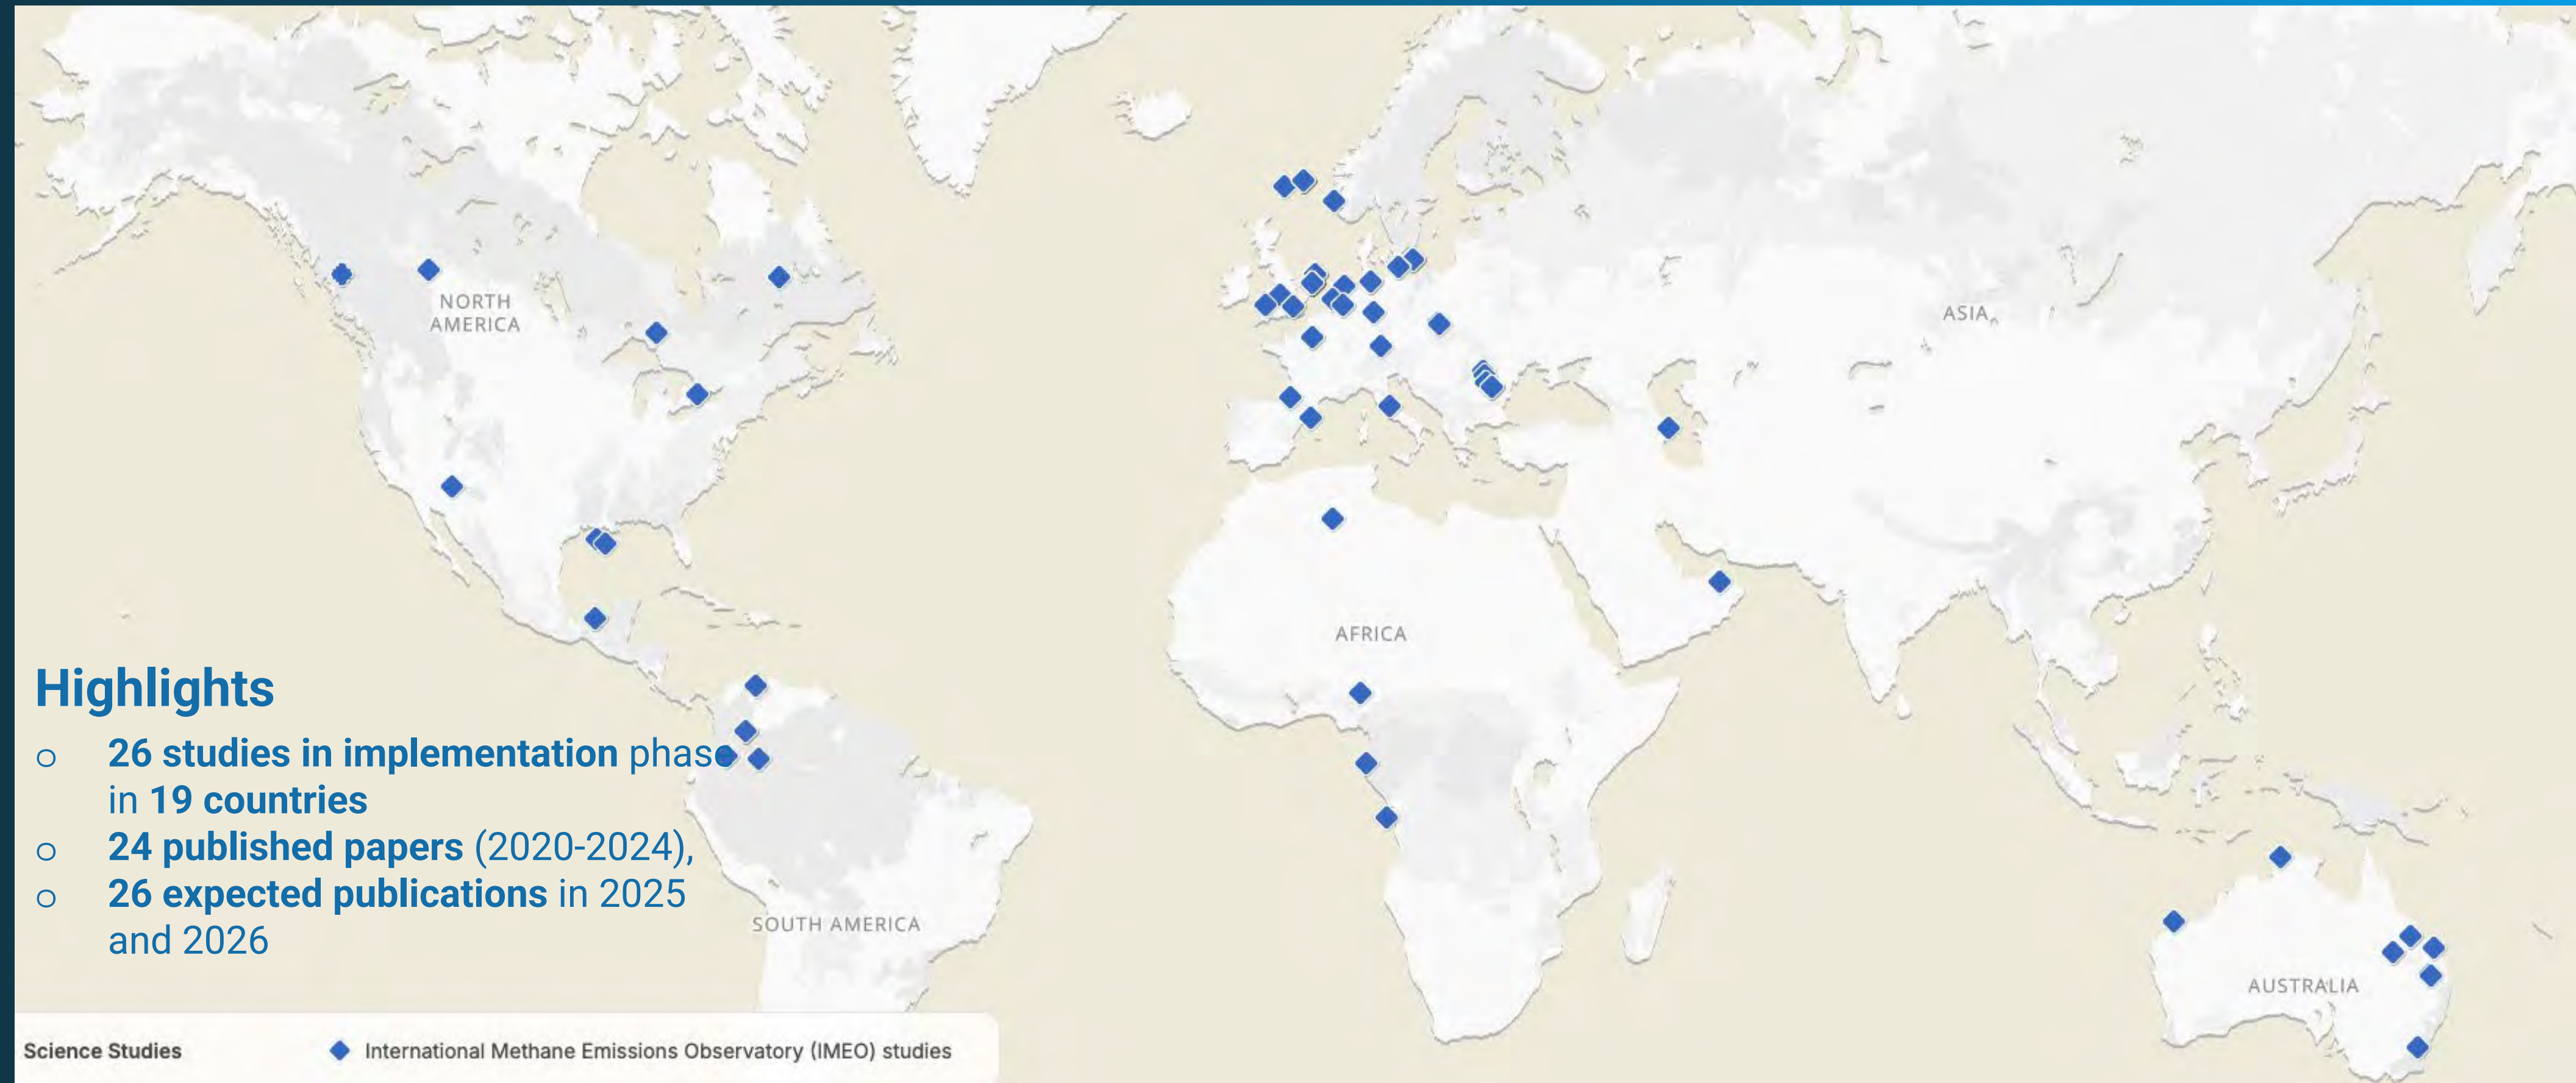 NORTH
AMERICA
ASIA
AFRICA
Highlights
o 26 studies in implementation phase
in 19 countries
o 24 published papers (2020-2024),
o 26 expected publications in 2025
and 2026
SOUTH AMERICA
AUSTRALIA
Science Studies
International Methane Emissions Observatory (IMEO) studies